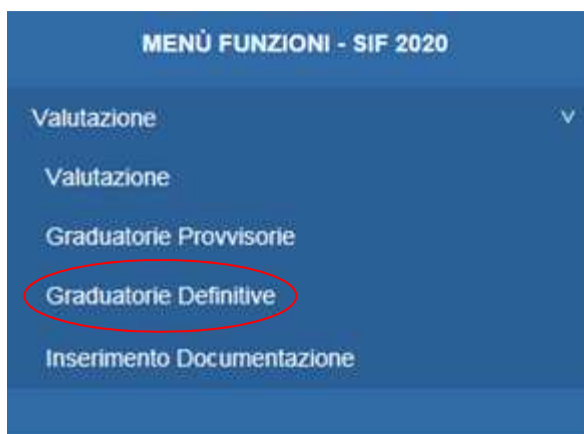 MENÙ FUNZIONI - SIF 2020
Valutazione v
Valutazione
Graduatorie Provvisorie
Graduatorie Definitive
Inserimento Documentazione